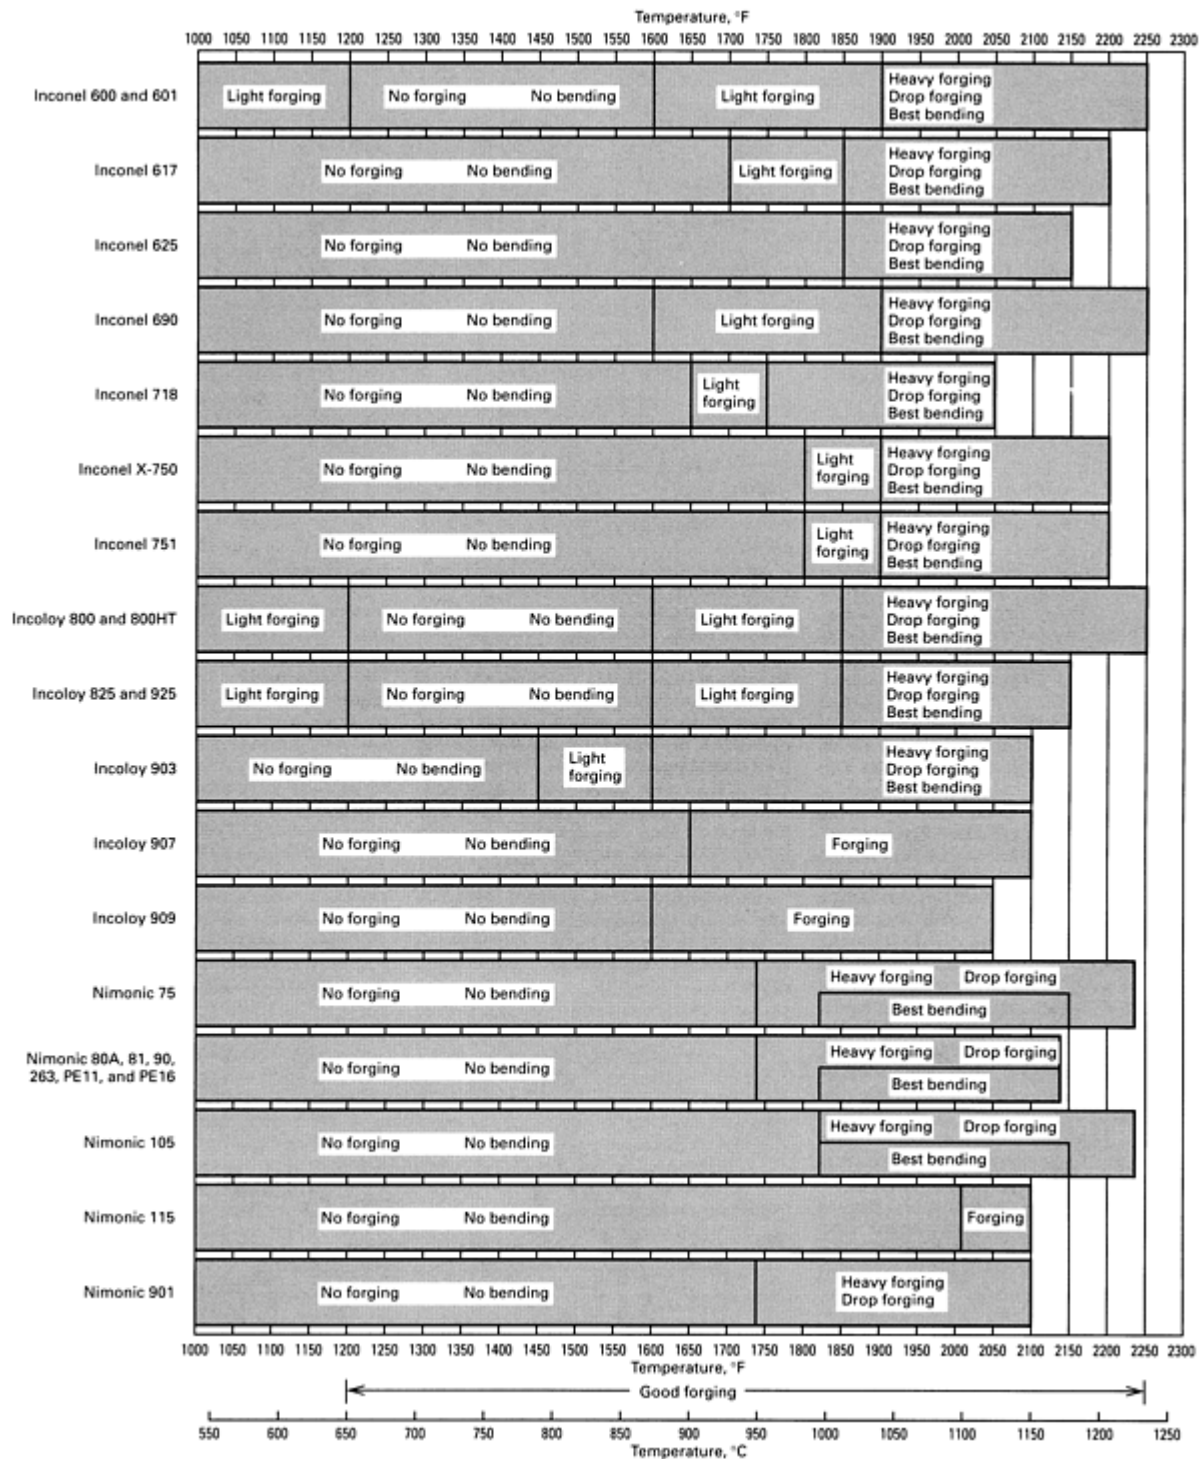 Temperature, °F
1000 1050 1100 1150 1200 1250 1300 1350 1400 1450 1500 1550 1600 1650 1700 1750 1800 1850 1900 1950 2000 2050 2100 2150 2200 2250 2300
Inconel 600 and 601
Light forging
No forging No bending
Light forging
Heavy forging
Drop forging
Best bending
Inconel 617
No forging No bending
Light forging
Heavy forging
Drop forging
Best bending
Inconel 625
No forging No bending
Heavy forging
Drop forging
Best bending
Inconel 690
No forging No bending
Light forging
Heavy forging
Drop forging
Best bending
Inconel 718
No forging No bending
Light
forging
Heavy forging
Drop forging
Best bending
Inconel X-750
No forging No bending
Light
forging
Heavy forging
Drop forging
Best bending
Inconel 751
No forging No bending
Light
forging
Heavy forging
Drop forging
Best bending
Incoloy 800 and 800HT
Light forging
No forging No bending
Light forging
Heavy forging
Drop forging
Best bending
Incoloy 825 and 925
Light forging
No forging No bending
Light forging
Heavy forging
Drop forging
Best bending
Incoloy 903
No forging No bending
Light
forging
Heavy forging
Drop forging
Best bending
Incoloy 907
No forging No bending
Forging
Incoloy 909
No forging No bending
Forging
Nimonic 75
No forging No bending
Heavy forging Drop forging
Best bending
Nimonic 80A, 81, 90,
263, PE11, and PE16
No forging No bending
Heavy forging Drop forging
Best bending
Nimonic 105
No forging No bending
Heavy forging Drop forging
Best bending
Nimonic 115
No forging No bending
Forging
Nimonic 901
No forging No bending
Heavy forging
Drop forging
1000 1050 1100 1150 1200 1250 1300 1350 1400 1450 1500 1550 1600 1650 1700 1750 1800 1850 1900 1950 2000 2050 2100 2150 2200 2250 2300
Temperature, °F
Good forging
550 600 650 700 750 800 850 900 950 1000 1050 1100 1150 1200 1250
Temperature, °C